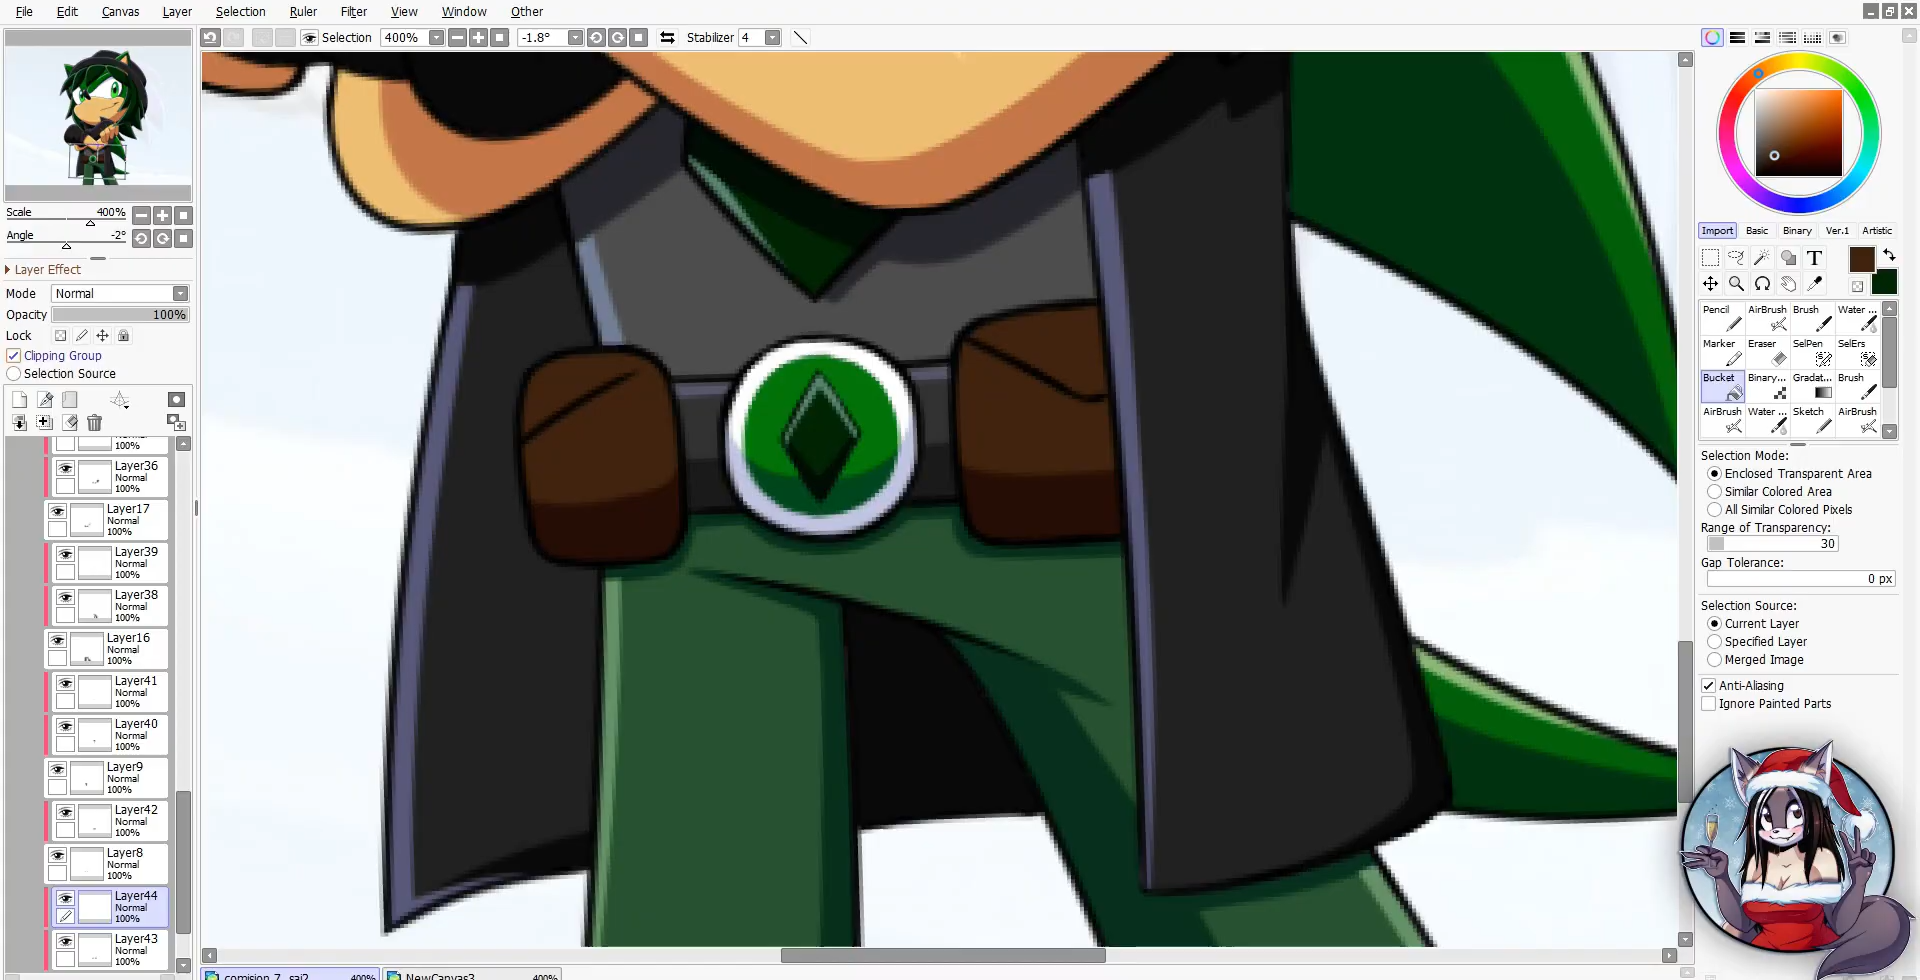 File Edit Canvas Layer Selection Ruler Filter View Window Other
Selection 400% -1.8° Stabilizer 4
Scale 400%
Angle -2°
Layer Effect
Mode Normal
Opacity 100%
Lock
Clipping Group
Selection Source
100%
Layer36
Normal
100%
Layer17
Normal
100%
Layer39
Normal
100%
Layer38
Normal
100%
Layer16
Normal
100%
Layer41
Normal
100%
Layer40
Normal
100%
Layer9
Normal
100%
Layer42
Normal
100%
Layer8
Normal
100%
Layer44
Normal
100%
Layer43
Normal
100%
comision 7_.sai2 400% NewCanvas3 400%
Import Basic Binary Ver.1 Artistic
T
Pencil AirBrush Brush Water ...
Marker Eraser SelPen SelErs
Bucket Binary... Gradat... Brush
AirBrush Water ... Sketch AirBrush
Selection Mode:
Enclosed Transparent Area
Similar Colored Area
All Similar Colored Pixels
Range of Transparency:
30
Gap Tolerance:
0 px
Selection Source:
Current Layer
Specified Layer
Merged Image
Anti-Aliasing
Ignore Painted Parts